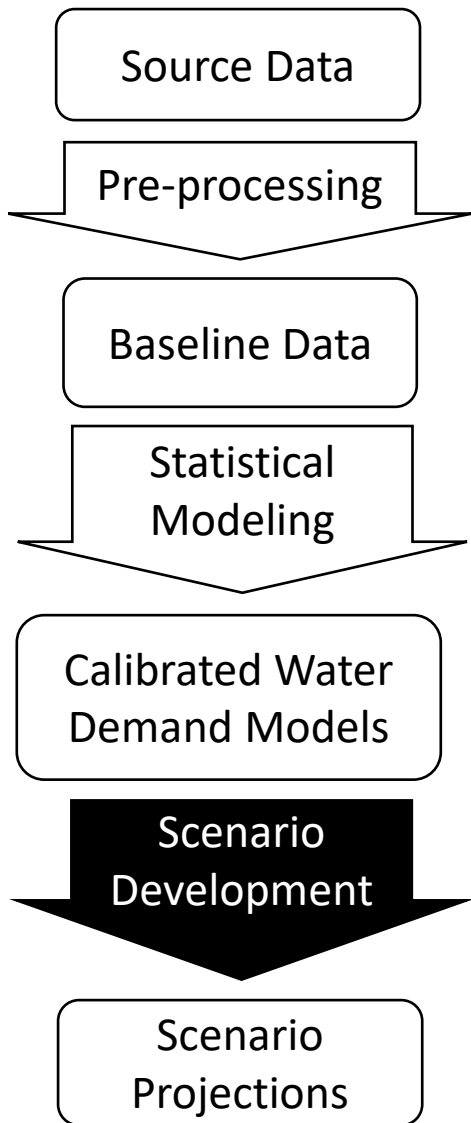 Source Data
Pre-processing
Baseline Data
Statistical
Modeling
Calibrated Water
Demand Models
Scenario
Development
Scenario
Projections